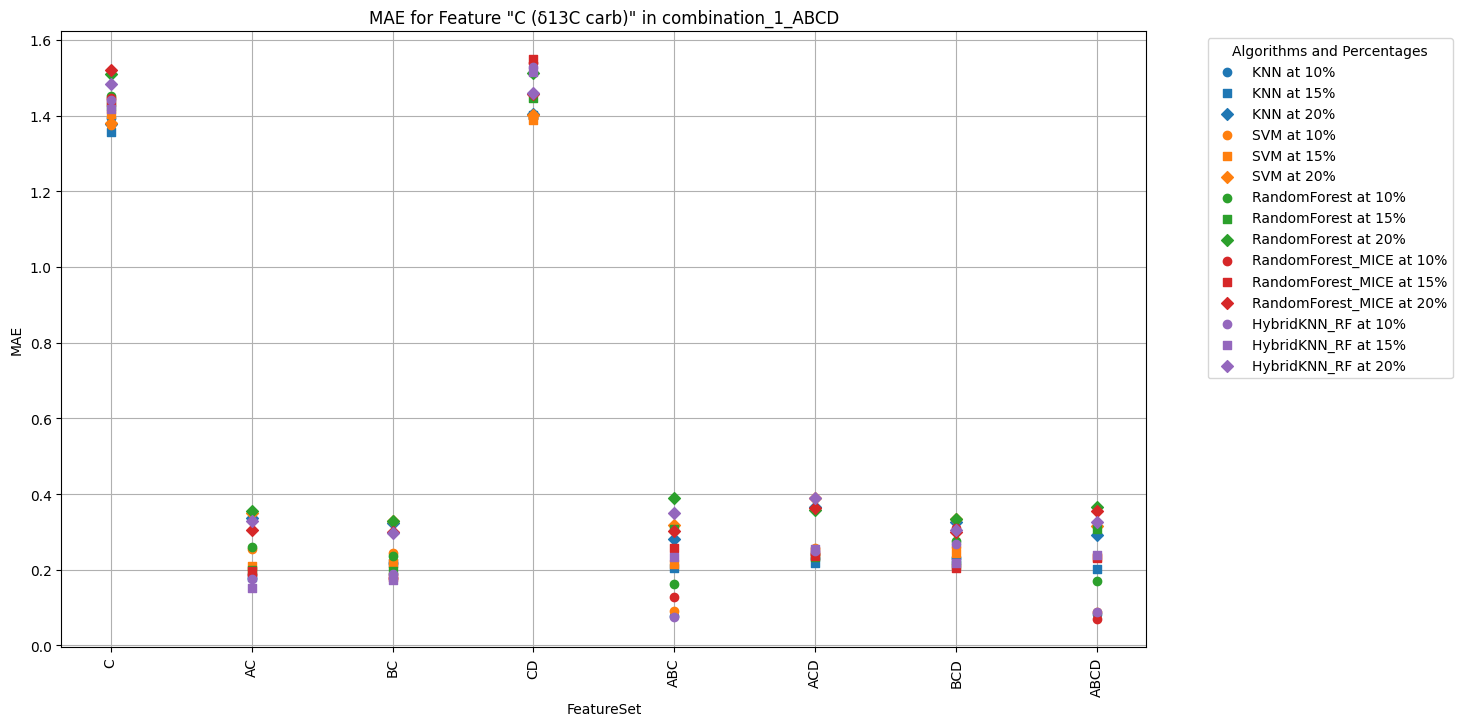 MAE for Feature "C (δ13C carb)" in combination_1_ABCD
MAE
1.6
1.4
1.2
1.0
0.8
0.6
0.4
0.2
0.0
C
AC
BC
CD
ABC
ACD
BCD
ABCD
FeatureSet
Algorithms and Percentages
KNN at 10%
KNN at 15%
KNN at 20%
SVM at 10%
SVM at 15%
SVM at 20%
RandomForest at 10%
RandomForest at 15%
RandomForest at 20%
RandomForest_MICE at 10%
RandomForest_MICE at 15%
RandomForest_MICE at 20%
HybridKNN_RF at 10%
HybridKNN_RF at 15%
HybridKNN_RF at 20%